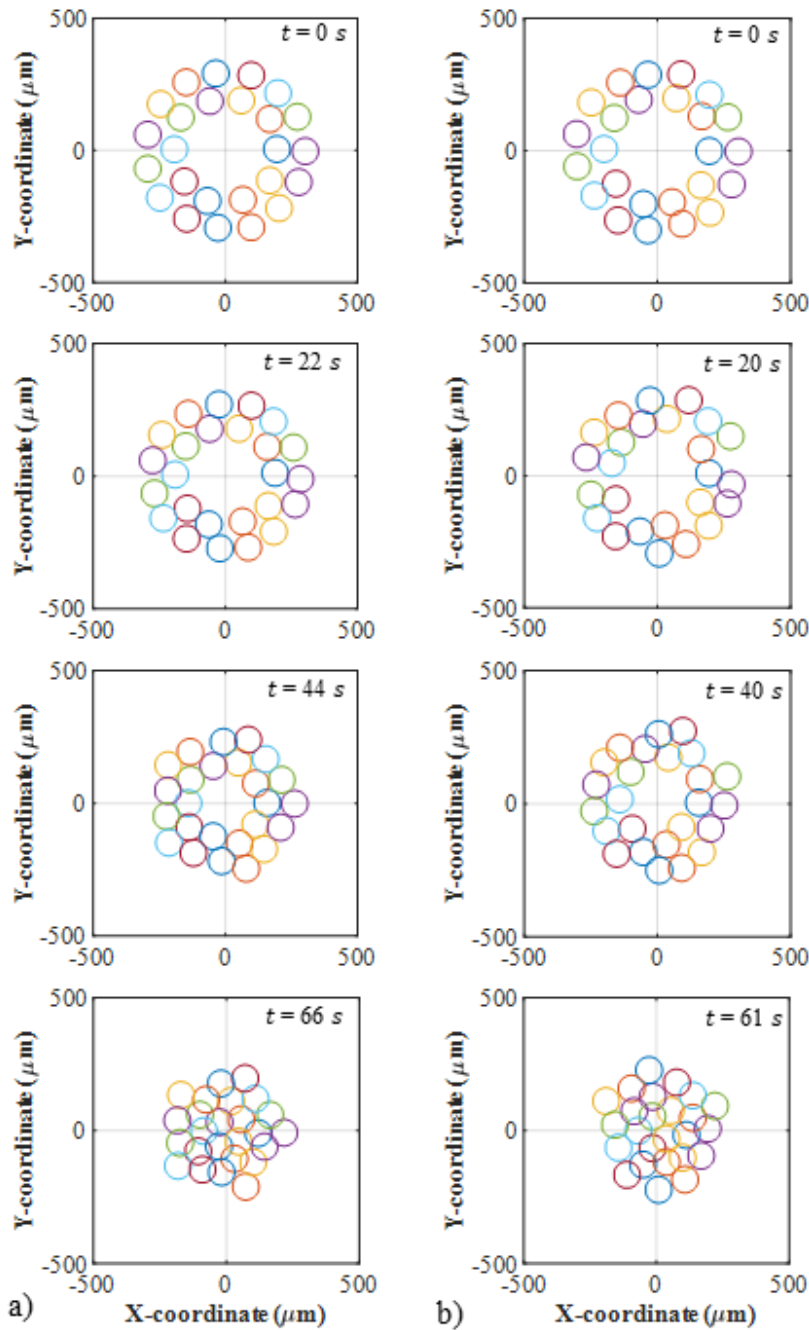 500
t = 0 s
Y-coordinate (μm)
0
-500
-500
0
500
500
t = 0 s
Y-coordinate (μm)
0
-500
-500
0
500
500
t = 22 s
Y-coordinate (μm)
0
-500
-500
0
500
500
t = 20 s
Y-coordinate (μm)
0
-500
-500
0
500
500
t = 44 s
Y-coordinate (μm)
0
-500
-500
0
500
500
t = 40 s
Y-coordinate (μm)
0
-500
-500
0
500
500
t = 66 s
Y-coordinate (μm)
0
-500
-500
0
500
a)
X-coordinate (μm)
500
t = 61 s
Y-coordinate (μm)
0
-500
-500
0
500
b)
X-coordinate (μm)